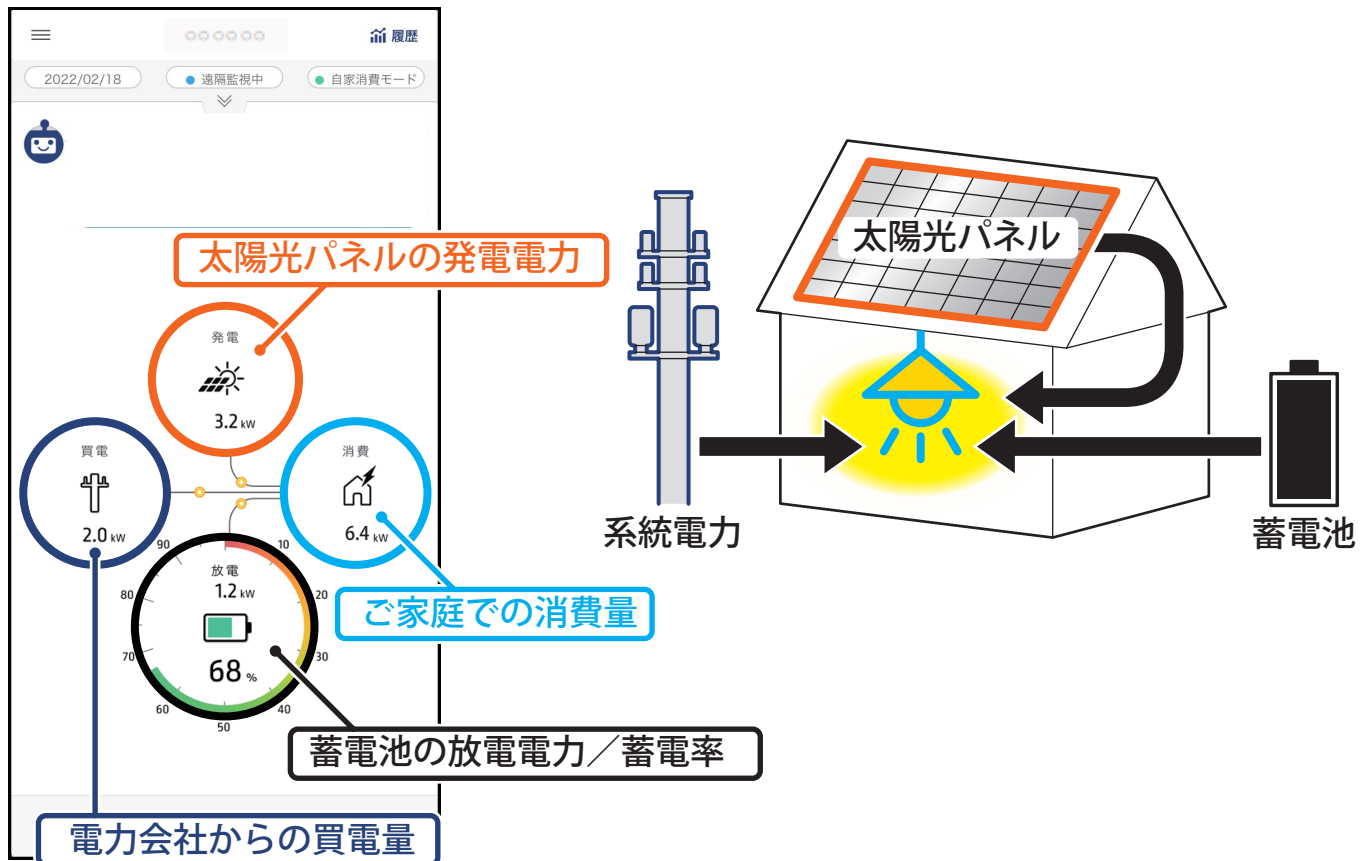 ○○○○○○
履歴
2022/02/18
遠隔監視中
自家消費モード
太陽光パネルの発電電力
発電
3.2 kW
買電
2.0 kW
消費
6.4 kW
放電
1.2 kW
68 %
10
20
30
40
50
60
70
80
90
ご家庭での消費量
蓄電池の放電電力／蓄電率
電力会社からの買電量
太陽光パネル
系統電力
蓄電池